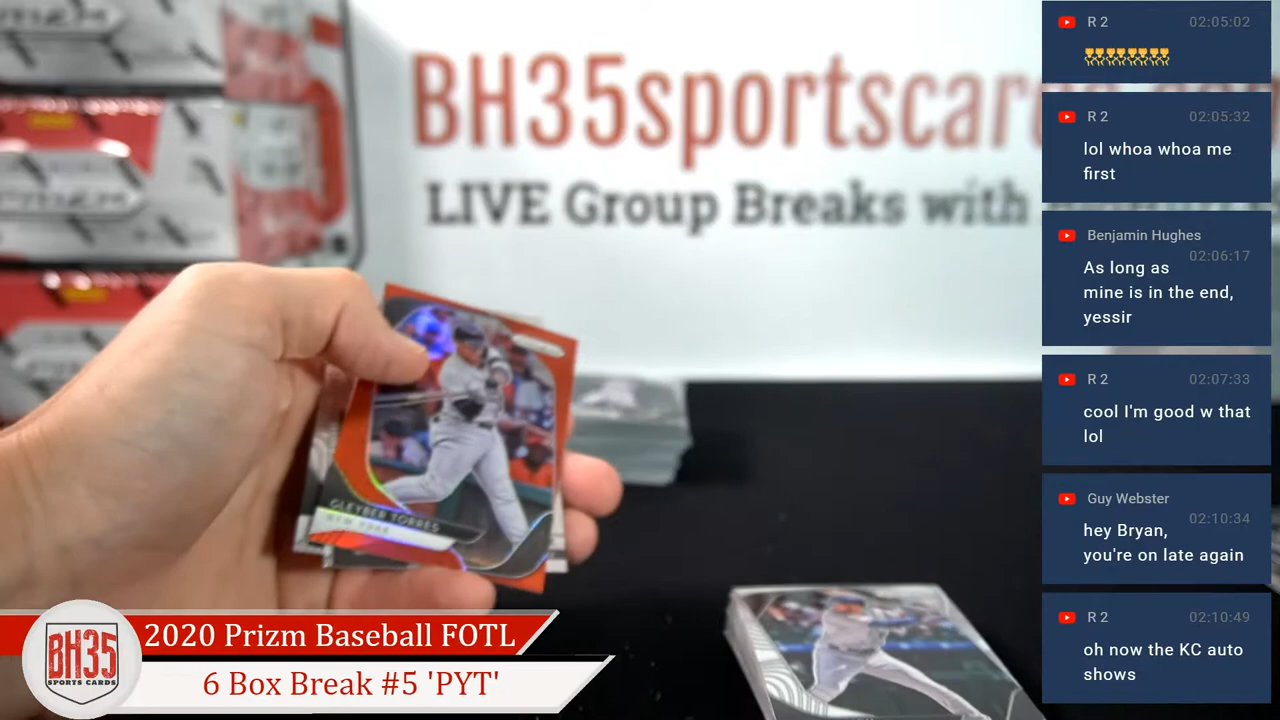 BH35sportscar
LIVE Group Breaks with
GLEYBER TORRES
NEW YORK
BH35
SPORTS CARDS
2020 Prizm Baseball FOTL
6 Box Break #5 'PYT'
R 2 02:05:02
R 2 02:05:32
lol whoa whoa me
first
Benjamin Hughes
02:06:17
As long as
mine is in the end,
yessir
R 2 02:07:33
cool I'm good w that
lol
Guy Webster
02:10:34
hey Bryan,
you're on late again
R 2 02:10:49
oh now the KC auto
shows